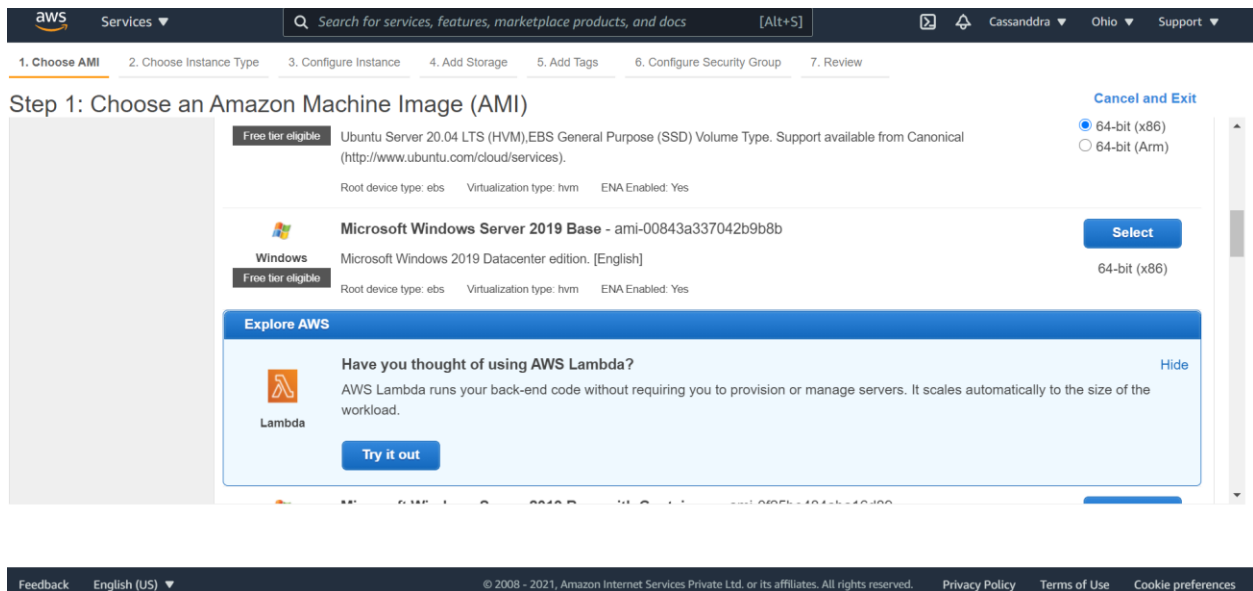 aws Services ▼ Search for services, features, marketplace products, and docs [Alt+S] Cassanddra ▼ Ohio ▼ Support ▼
1. Choose AMI 2. Choose Instance Type 3. Configure Instance 4. Add Storage 5. Add Tags 6. Configure Security Group 7. Review
Step 1: Choose an Amazon Machine Image (AMI) Cancel and Exit
Free tier eligible Ubuntu Server 20.04 LTS (HVM),EBS General Purpose (SSD) Volume Type. Support available from Canonical 64-bit (x86)
(http://www.ubuntu.com/cloud/services). 64-bit (Arm)
Root device type: ebs Virtualization type: hvm ENA Enabled: Yes
Microsoft Windows Server 2019 Base - ami-00843a337042b9b8b Select
Windows Microsoft Windows 2019 Datacenter edition. [English] 64-bit (x86)
Free tier eligible Root device type: ebs Virtualization type: hvm ENA Enabled: Yes
Explore AWS
Have you thought of using AWS Lambda? Hide
AWS Lambda runs your back-end code without requiring you to provision or manage servers. It scales automatically to the size of the
workload.
Lambda
Try it out
Feedback English (US) ▼ © 2008 - 2021, Amazon Internet Services Private Ltd. or its affiliates. All rights reserved. Privacy Policy Terms of Use Cookie preferences